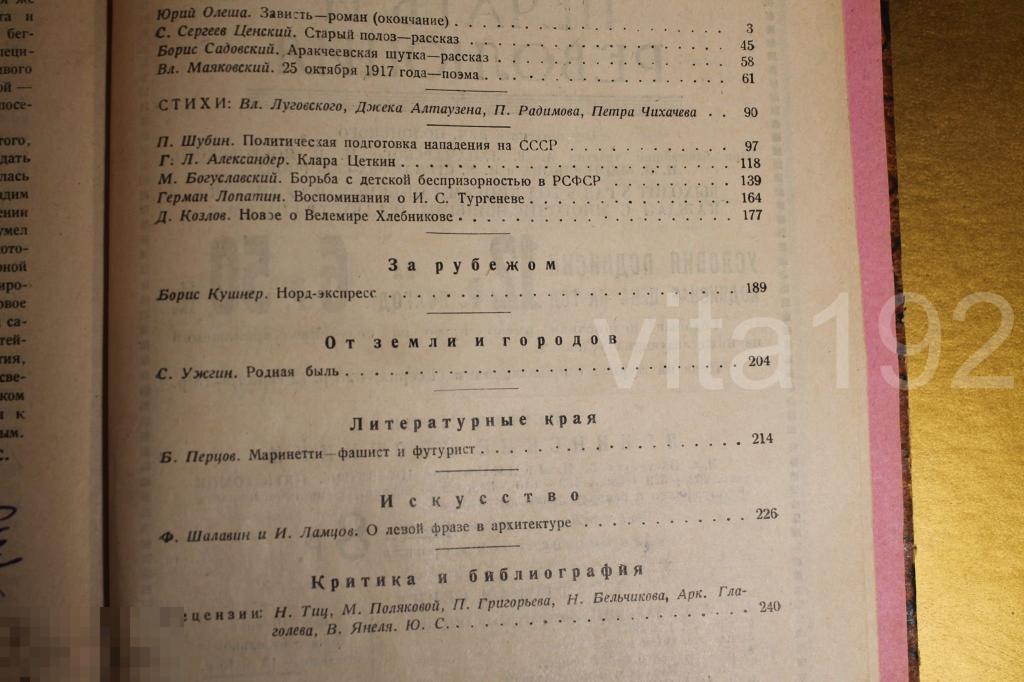 Юрий Олеша. Зависть—роман (окончание) . . . . . . . . . . . . 3
С. Сергеев Ценский. Старый полоз—рассказ . . . . . . . . . . . . 45
Борис Садовский. Аракчеевская шутка—рассказ . . . . . . . . . . . 58
Вл. Маяковский. 25 октября 1917 года—поэма . . . . . . . . . . . 61
СТИХИ: Вл. Луговского, Джека Алтаузена, П. Радимова, Петра Чихачева . . 90
П. Шубин. Политическая подготовка нападения на СССР . . . . . . . 97
Г. Л. Александер. Клара Цеткин . . . . . . . . . . . . . . . 118
М. Богуславский. Борьба с детской беспризорностью в РСФСР . . . . . . 139
Герман Лопатин. Воспоминания о И. С. Тургеневе . . . . . . . . . . 164
Д. Козлов. Новое о Велемире Хлебникове . . . . . . . . . . . . 177
За рубежом
Борис Кушнер. Норд-экспресс . . . . . . . . . . . . . . . . 189
От земли и городов
С. Ужгин. Родная быль . . . . . . . . . . . . . . . . . . 204
Литературные края
Б. Перцов. Маринетти—фашист и футурист . . . . . . . . . . . . 214
Искусство
Ф. Шалавин и И. Ламцов. О левой фразе в архитектуре . . . . . . . . 226
Критика и библиография
ецензии: Н. Тиц, М. Поляковой, П. Григорьева, Н. Бельчикова, Арк. Гла-
голева, В. Янеля. Ю. С. . . . . . . . . . . . . . . . 240
vita192